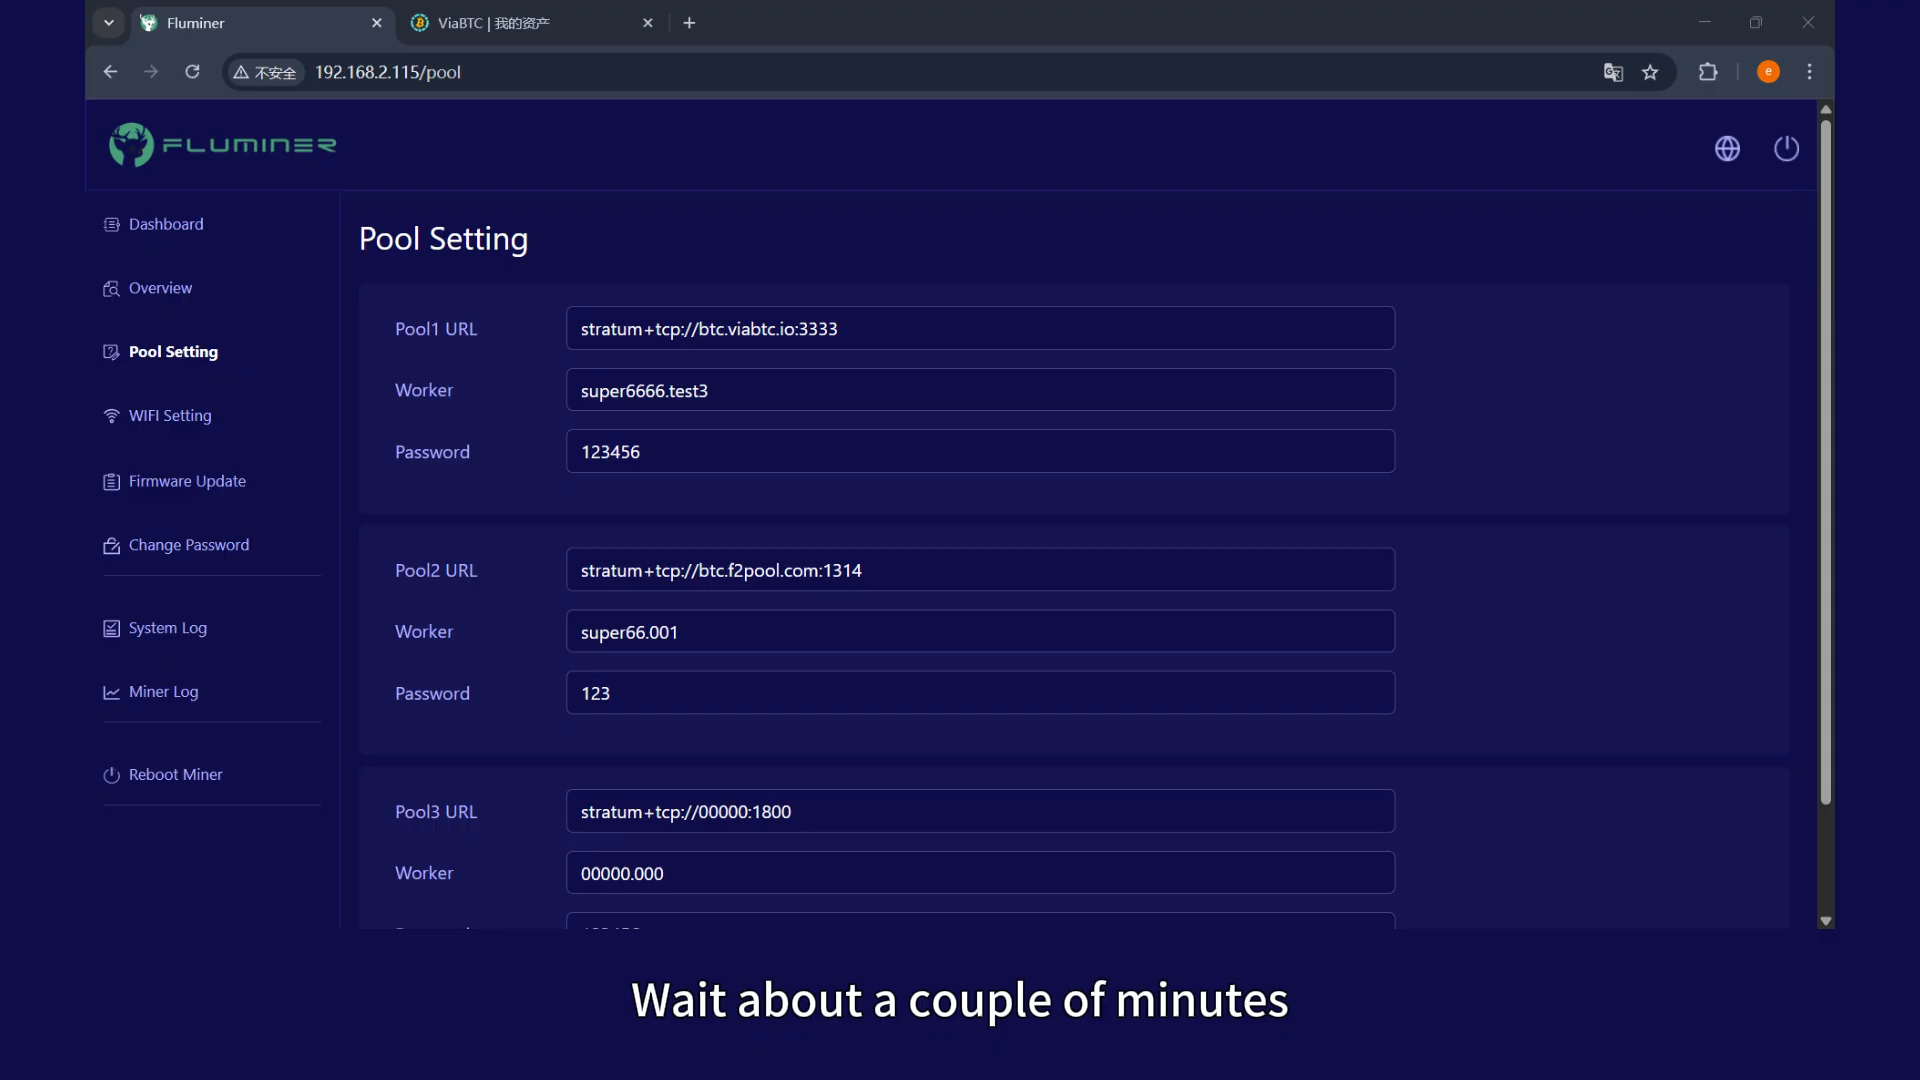 Fluminer
ViaBTC | 我的资产
不安全
192.168.2.115/pool
e
FLUMINER
Dashboard
Overview
Pool Setting
WIFI Setting
Firmware Update
Change Password
System Log
Miner Log
Reboot Miner
Pool Setting
Pool1 URL
stratum+tcp://btc.viabtc.io:3333
Worker
super6666.test3
Password
123456
Pool2 URL
stratum+tcp://btc.f2pool.com:1314
Worker
super66.001
Password
123
Pool3 URL
stratum+tcp://00000:1800
Worker
00000.000
Wait about a couple of minutes